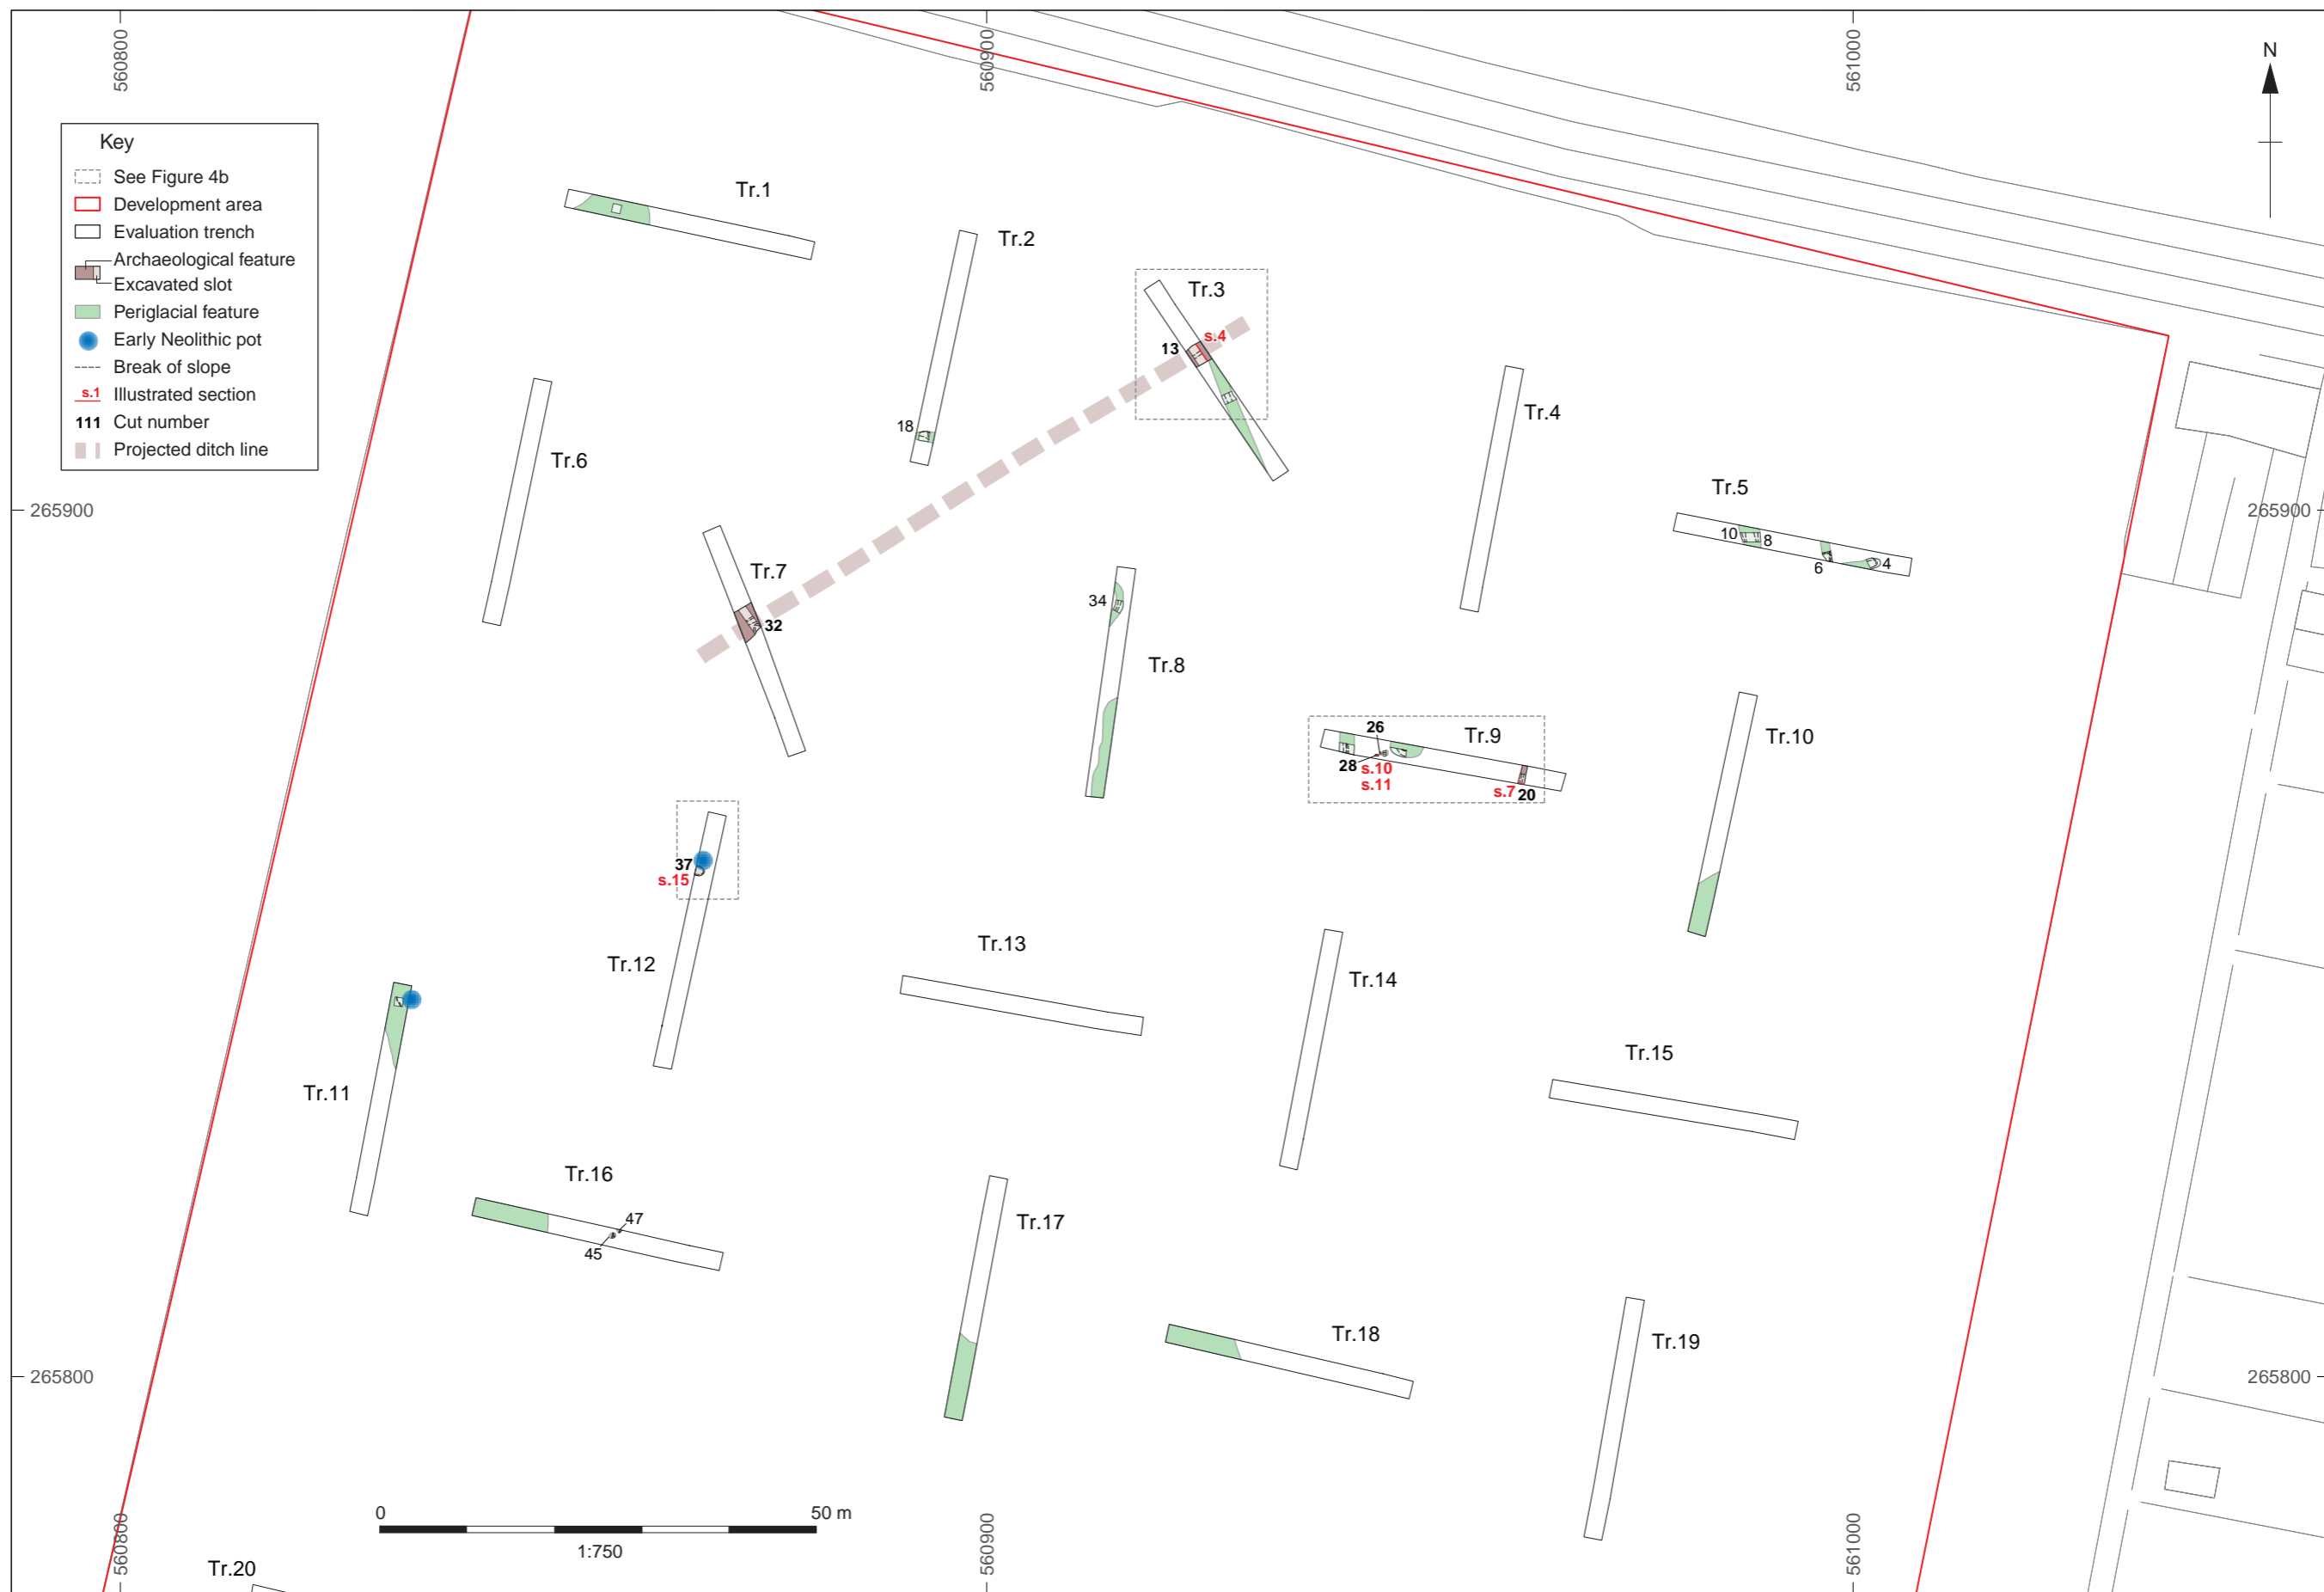 560800
560900
561000
N
Key
See Figure 4b
Development area
Evaluation trench
Archaeological feature
Excavated slot
Periglacial feature
Early Neolithic pot
Break of slope
s.1 Illustrated section
111 Cut number
Projected ditch line
Tr.1
Tr.2
Tr.3
s.4
13
Tr.4
18
Tr.6
Tr.5
265900
265900
10
8
6
4
Tr.7
32
34
Tr.8
26
Tr.9
Tr.10
28
s.10
s.11
s.7
20
37
s.15
Tr.12
Tr.13
Tr.14
Tr.15
Tr.11
Tr.16
47
45
Tr.17
Tr.18
Tr.19
265800
265800
0
50 m
1:750
560800
560900
561000
Tr.20